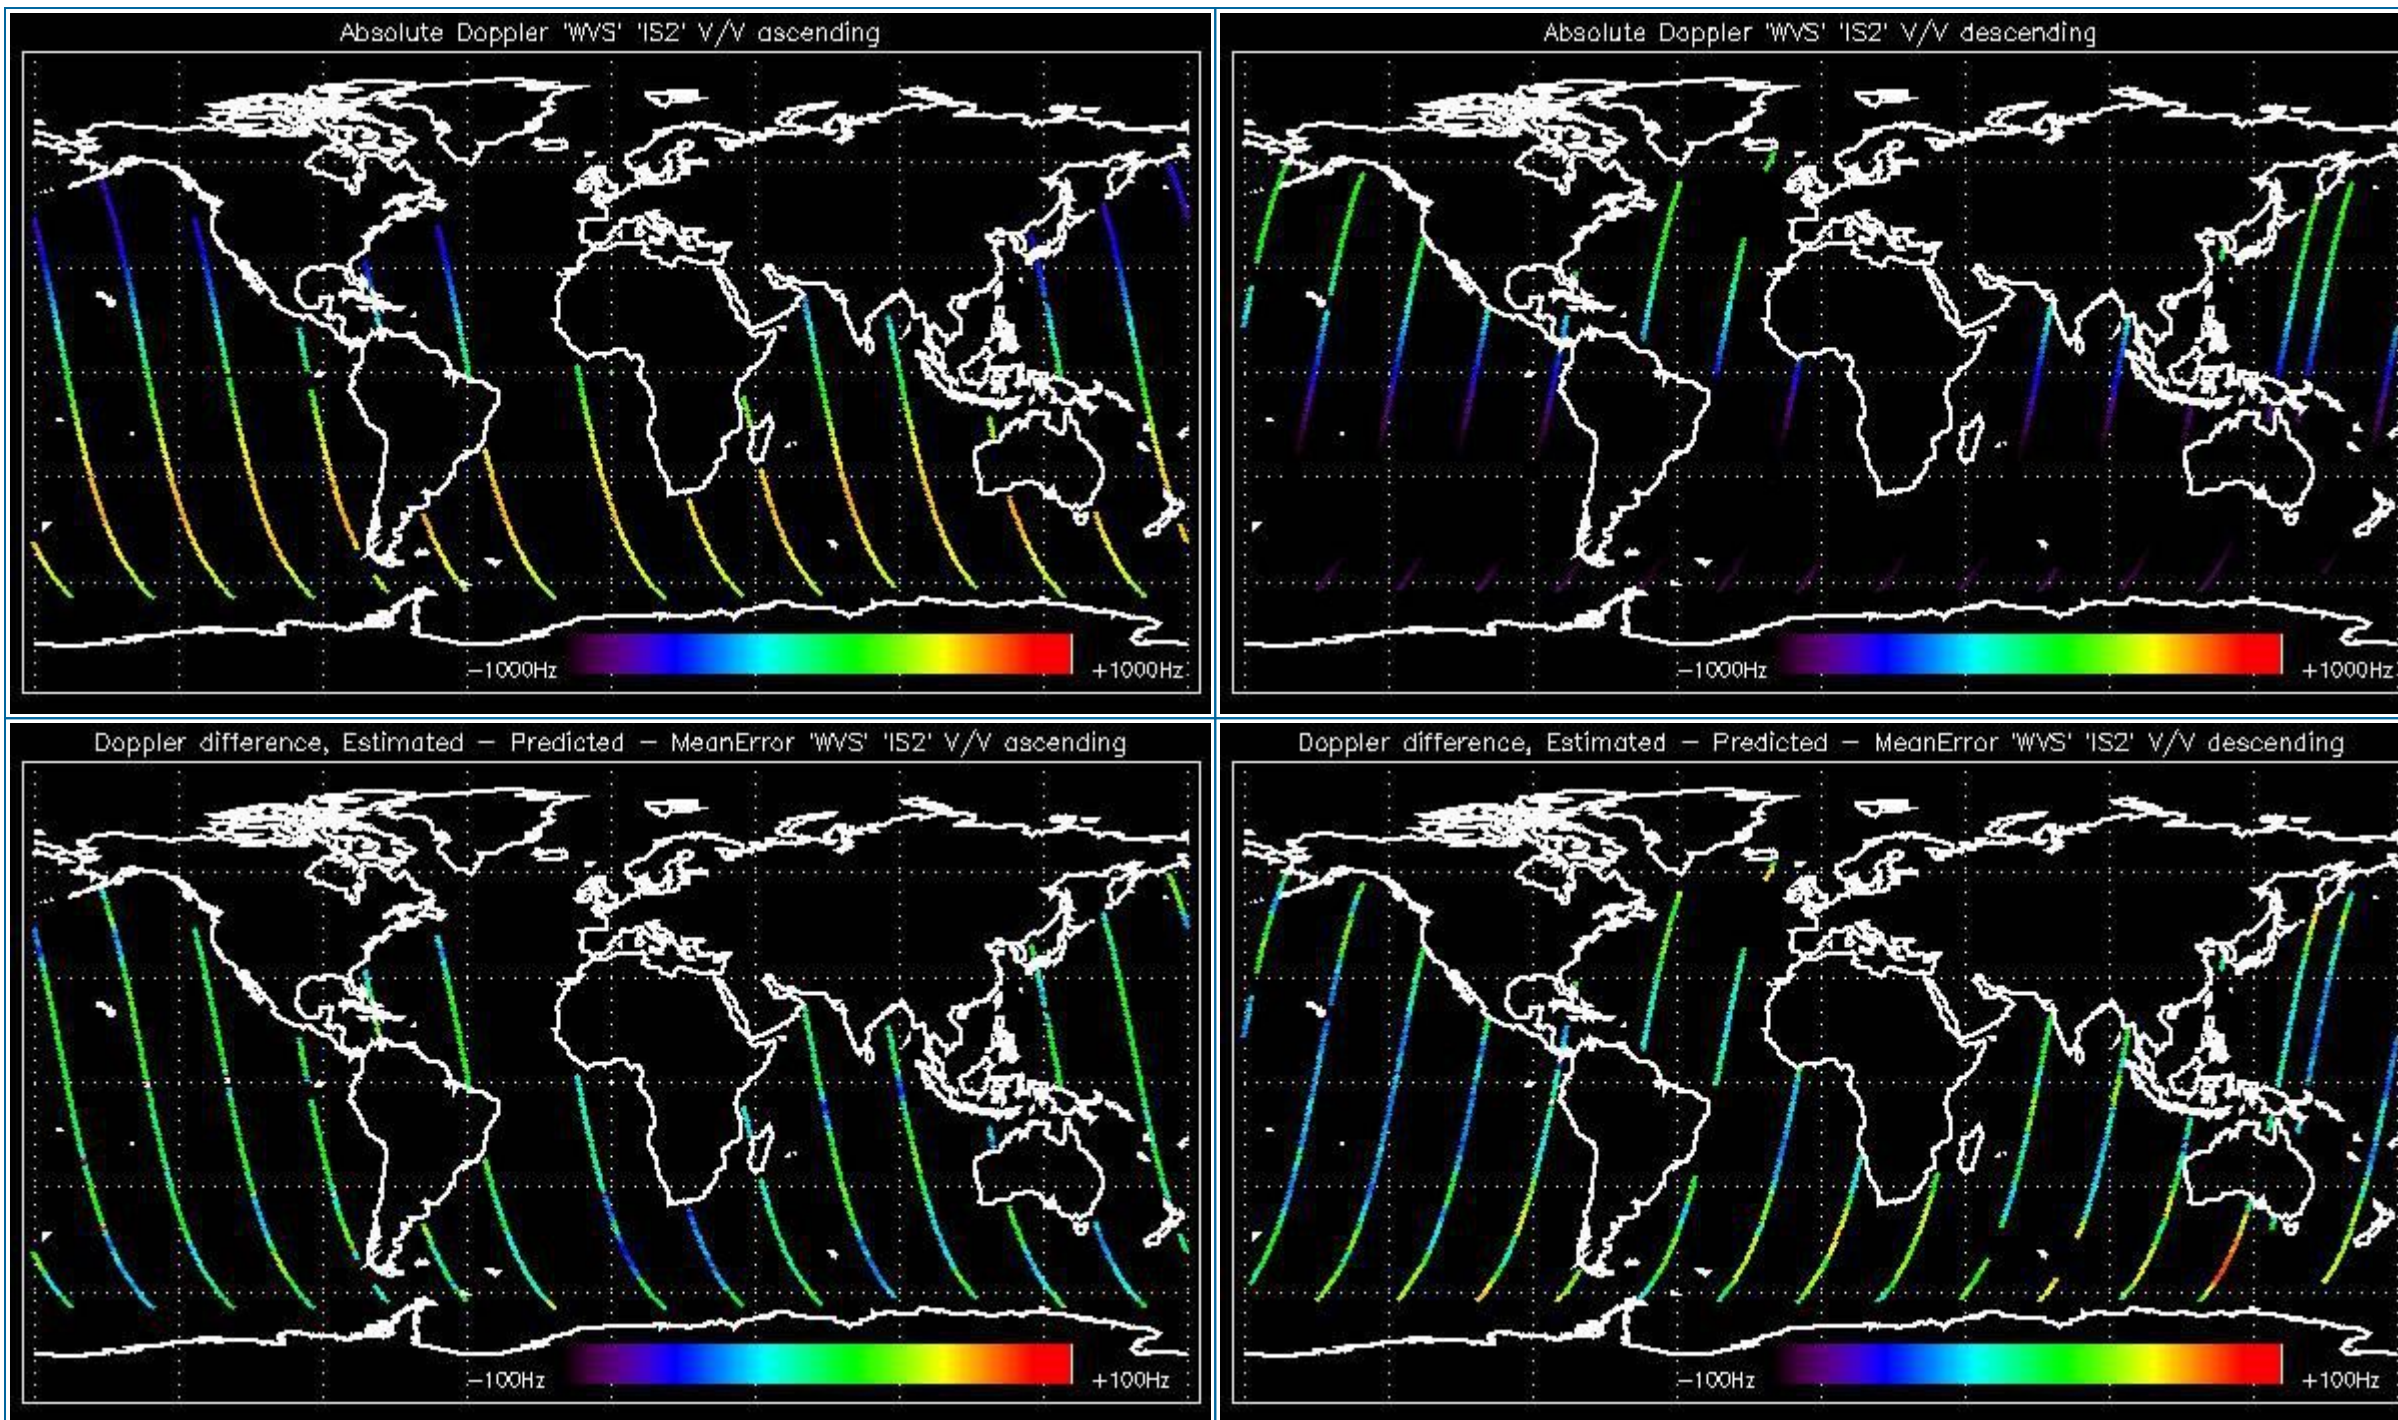 Absolute Doppler 'WVS' 'IS2' V/V ascending
-1000Hz
+1000Hz
Absolute Doppler 'WVS' 'IS2' V/V descending
-1000Hz
+1000Hz
Doppler difference, Estimated - Predicted - MeanError 'WVS' 'IS2' V/V ascending
-100Hz
+100Hz
Doppler difference, Estimated - Predicted - MeanError 'WVS' 'IS2' V/V descending
-100Hz
+100Hz